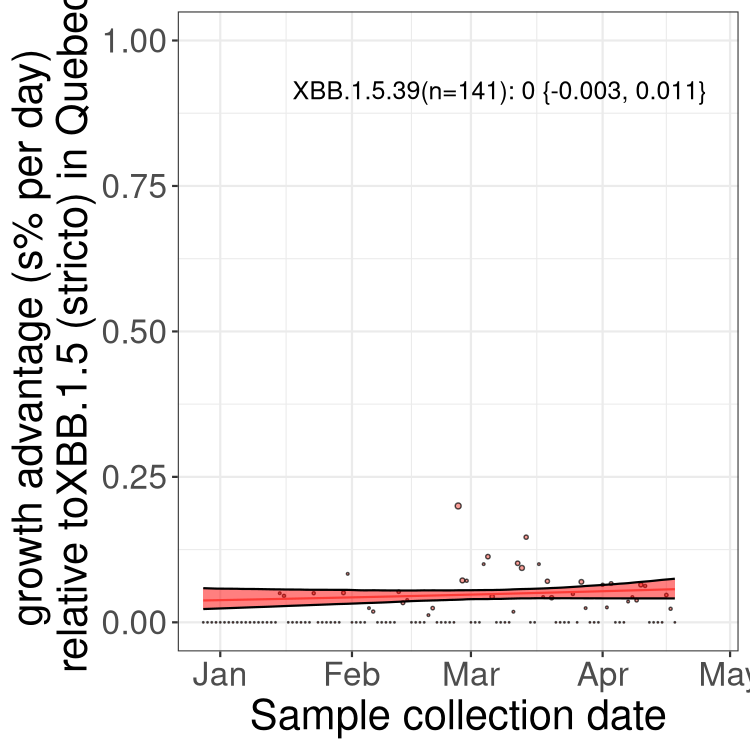 growth advantage (s% per day)
relative toXBB.1.5 (stricto) in Quebec
1.00
0.75
0.50
0.25
0.00
XBB.1.5.39(n=141): 0 {-0.003, 0.011}
Jan Feb Mar Apr May
Sample collection date